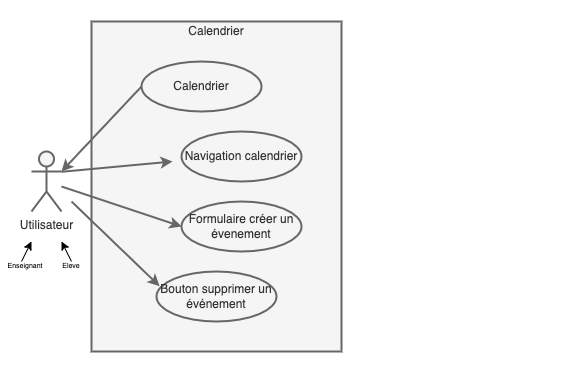 Calendrier
Calendrier
Navigation calendrier
Formulaire créer un
évenement
Utilisateur
Enseignant
Eleve
Bouton supprimer un
événement